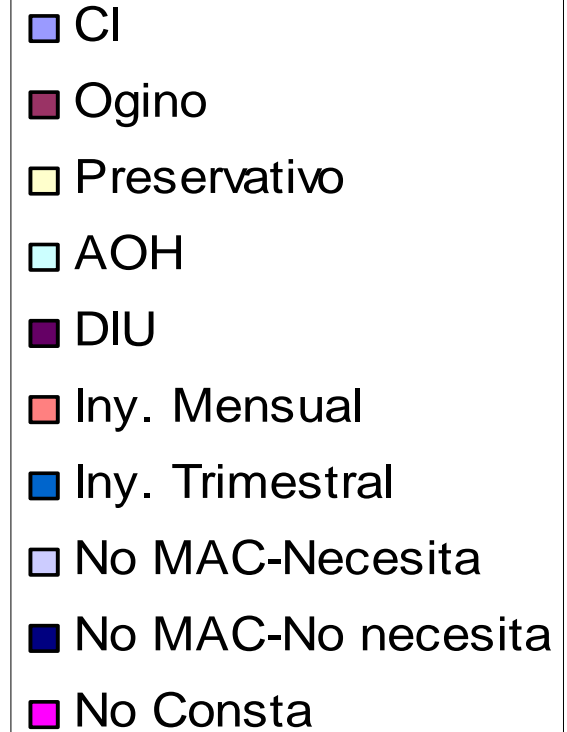 CI
Ogino
Preservativo
AOH
DIU
Iny. Mensual
Iny. Trimestral
No MAC-Necesita
No MAC-No necesita
No Consta